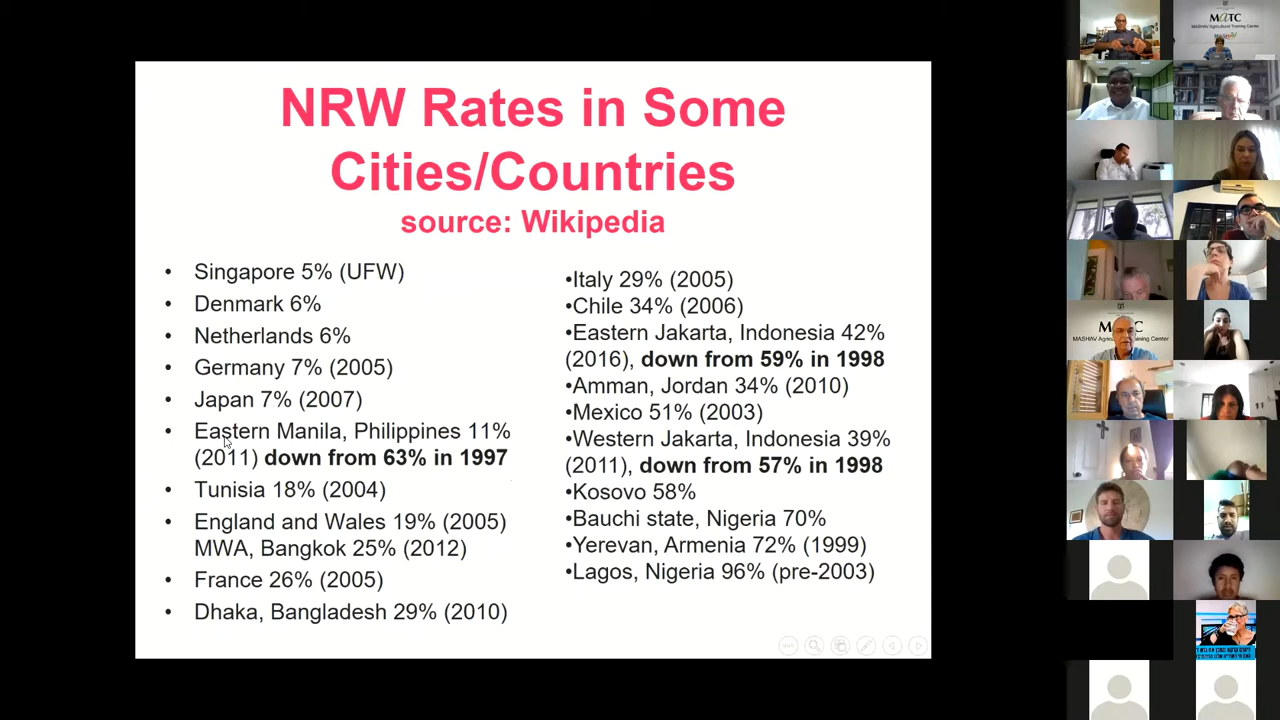 NRW Rates in Some
Cities/Countries
source: Wikipedia
• Singapore 5% (UFW)
• Denmark 6%
• Netherlands 6%
• Germany 7% (2005)
• Japan 7% (2007)
• Eastern Manila, Philippines 11%
(2011) down from 63% in 1997
• Tunisia 18% (2004)
• England and Wales 19% (2005)
MWA, Bangkok 25% (2012)
• France 26% (2005)
• Dhaka, Bangladesh 29% (2010)
•Italy 29% (2005)
•Chile 34% (2006)
•Eastern Jakarta, Indonesia 42%
(2016), down from 59% in 1998
•Amman, Jordan 34% (2010)
•Mexico 51% (2003)
•Western Jakarta, Indonesia 39%
(2011), down from 57% in 1998
•Kosovo 58%
•Bauchi state, Nigeria 70%
•Yerevan, Armenia 72% (1999)
•Lagos, Nigeria 96% (pre-2003)
MATC
MASHAV Agricultural Training Center